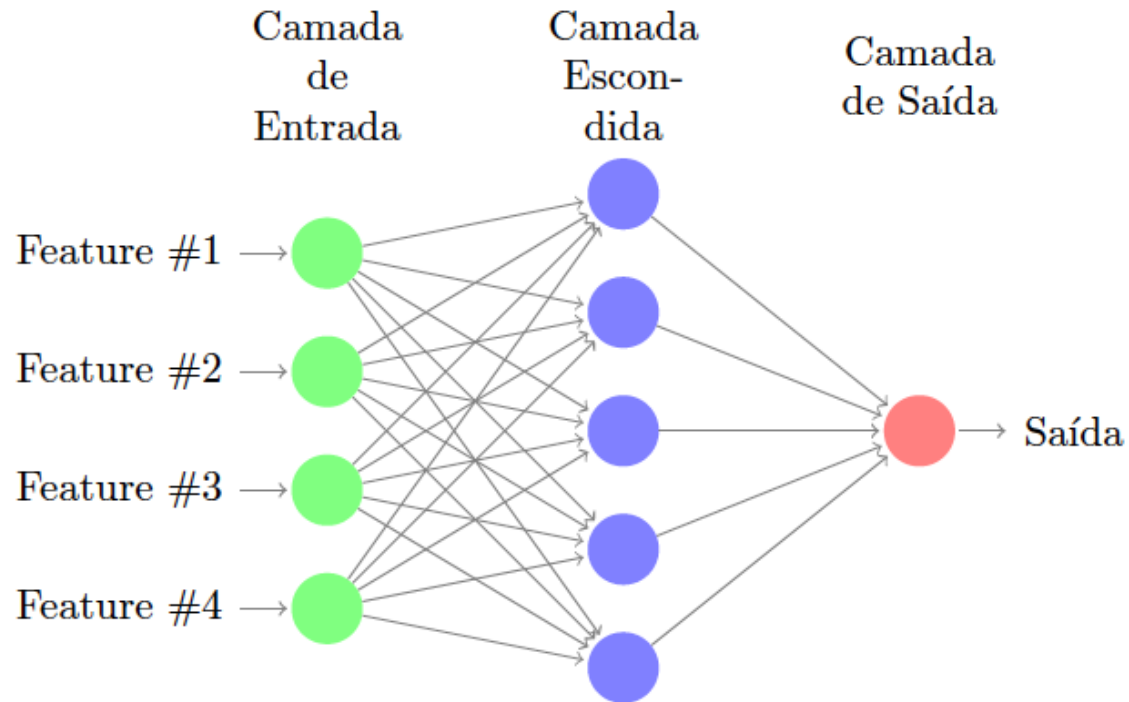 Camada
de
Entrada
Camada
Escon-
dida
Camada
de Saída
Feature #1
Feature #2
Feature #3
Feature #4
Saída